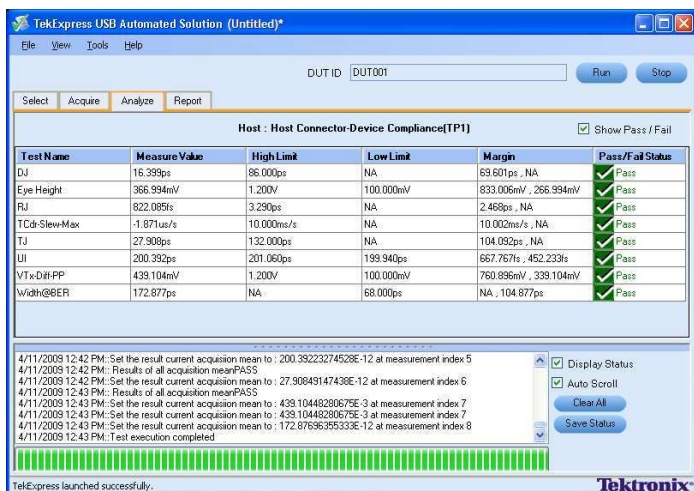 TekExpress USB Automated Solution (Untitled)*
File View Tools Help
DUT ID DUT001 Run Stop
Select Acquire Analyze Report
Host : Host Connector-Device Compliance(TP1) Show Pass / Fail
Test Name Measure Value High Limit Low Limit Margin Pass/Fail Status
DJ 16.399ps 86.000ps NA 69.601ps , NA Pass
Eye Height 366.994mV 1.200V 100.000mV 833.006mV , 266.994mV Pass
RJ 822.085fs 3.290ps NA 2.468ps , NA Pass
TCdr-Slew-Max -1.871us/s 10.000ms/s NA 10.002ms/s , NA Pass
TJ 27.908ps 132.000ps NA 104.092ps , NA Pass
UI 200.392ps 201.060ps 199.940ps 667.767fs , 452.233fs Pass
VTx-Diff-PP 439.104mV 1.200V 100.000mV 760.896mV , 339.104mV Pass
Width@BER 172.877ps NA 68.000ps NA , 104.877ps Pass
4/11/2009 12:42 PM::Set the result current acquisiion mean to : 200.39223274528E-12 at measurement index 5
4/11/2009 12:42 PM:: Results of all acquisition meanPASS
4/11/2009 12:42 PM::Set the result current acquisiion mean to : 27.90849147438E-12 at measurement index 6
4/11/2009 12:43 PM:: Results of all acquisition meanPASS
4/11/2009 12:43 PM::Set the result current acquisiion mean to : 439.10448280675E-3 at measurement index 7
4/11/2009 12:43 PM::Set the result current acquisiion mean to : 439.10448280675E-3 at measurement index 7
4/11/2009 12:43 PM::Set the result current acquisiion mean to : 172.87696355333E-12 at measurement index 8
4/11/2009 12:43 PM::Test execution completed
Display Status
Auto Scroll
Clear All
Save Status
TekExpress launched successfully.
Tektronix